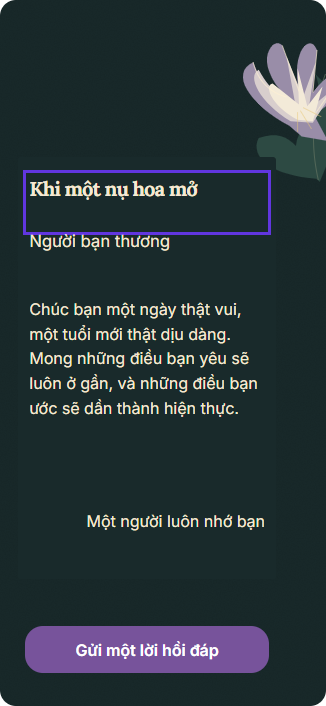 Khi một nụ hoa mở
Người bạn thương
Chúc bạn một ngày thật vui,
một tuổi mới thật dịu dàng.
Mong những điều bạn yêu sẽ
luôn ở gần, và những điều bạn
ước sẽ dần thành hiện thực.
Một người luôn nhớ bạn
Gửi một lời hồi đáp